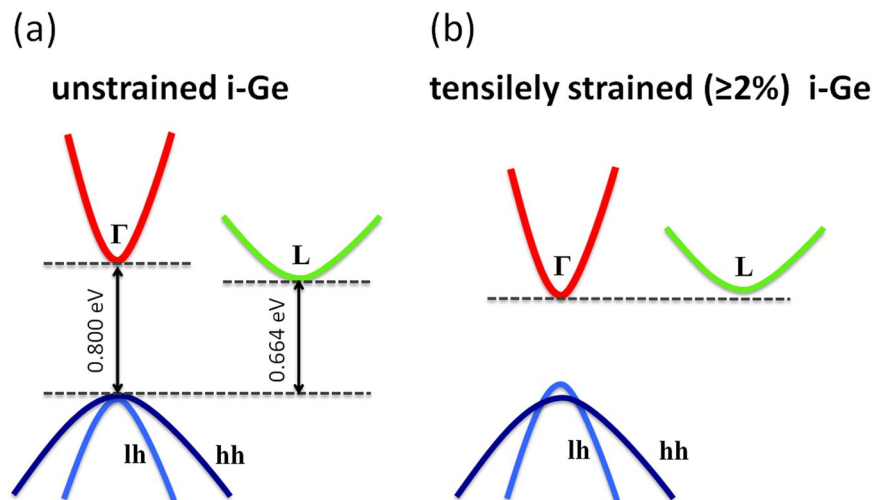 (a)
unstrained i-Ge
Γ
L
0.800 eV
0.664 eV
lh
hh
(b)
tensilely strained (≥2%) i-Ge
Γ
L
lh
hh